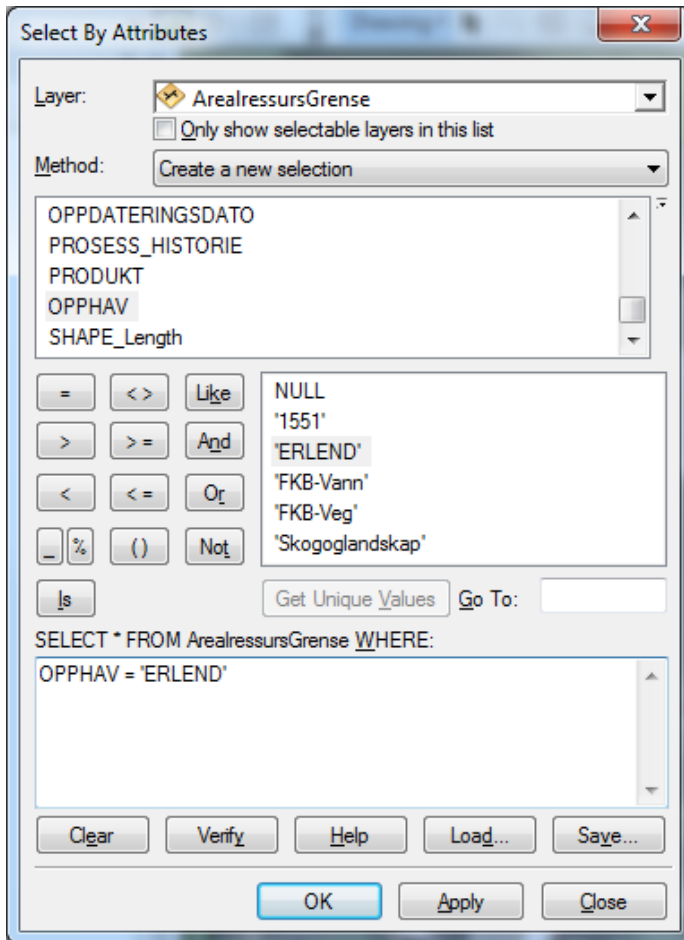 Select By Attributes
Layer: ArealressursGrense
Only show selectable layers in this list
Method: Create a new selection
OPPDATERINGSDATO
PROSESS_HISTORIE
PRODUKT
OPPHAV
SHAPE_Length
= < > Like
> > = And
< < = Or
_ % ( ) Not
Is
NULL
'1551'
'ERLEND'
'FKB-Vann'
'FKB-Veg'
'Skogoglandskap'
Get Unique Values Go To:
SELECT * FROM ArealressursGrense WHERE:
OPPHAV = 'ERLEND'
Clear Verify Help Load... Save...
OK Apply Close